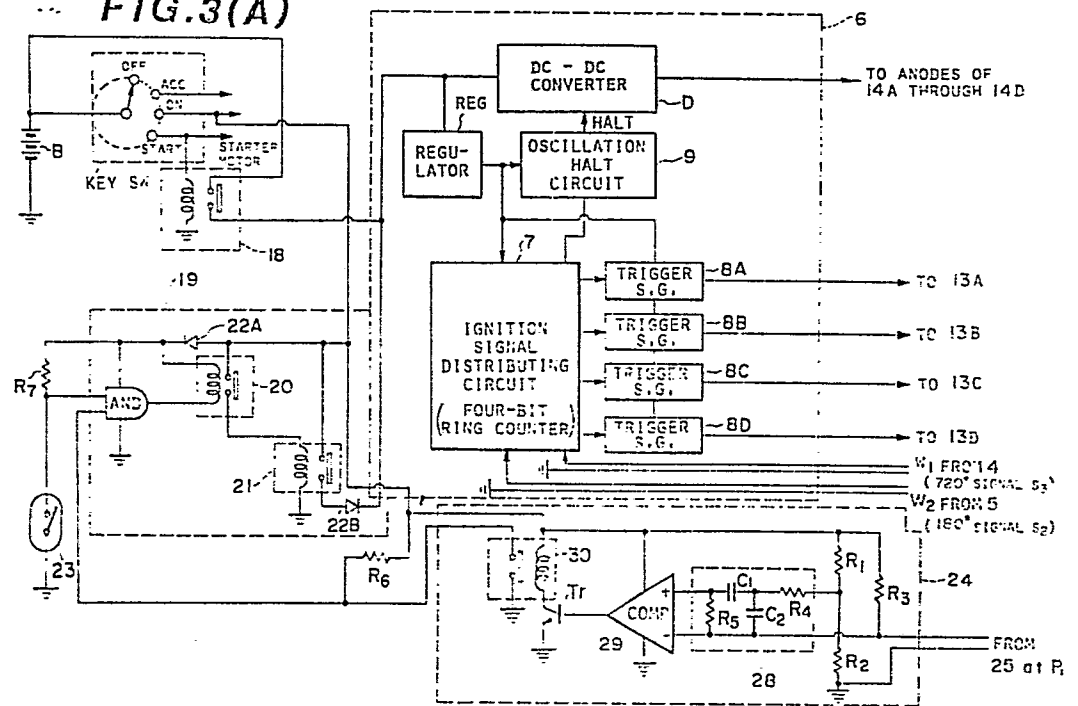 FIG.3(A)
6
OFF
ACC
ON
START
STARTER
MOTOR
KEY SW
B
18
DC - DC
CONVERTER
D
TO ANODES OF
14A THROUGH 14D
REG
REGU-
LATOR
HALT
OSCILLATION
HALT
CIRCUIT
9
7
IGNITION
SIGNAL
DISTRIBUTING
CIRCUIT
(FOUR-BIT
RING COUNTER)
TRIGGER
S.G.
8A
TO 13A
TRIGGER
S.G.
8B
TO 13B
TRIGGER
S.G.
8C
TO 13C
TRIGGER
S.G.
8D
TO 13D
W1 FROM 4
(720° SIGNAL S3)
W2 FROM 5
(180° SIGNAL S2)
19
22A
R7
AND
20
21
22B
23
R6
30
Tr
COMP
+
-
29
C1
R4
R5
C2
28
R1
R3
R2
24
FROM
25 at P1